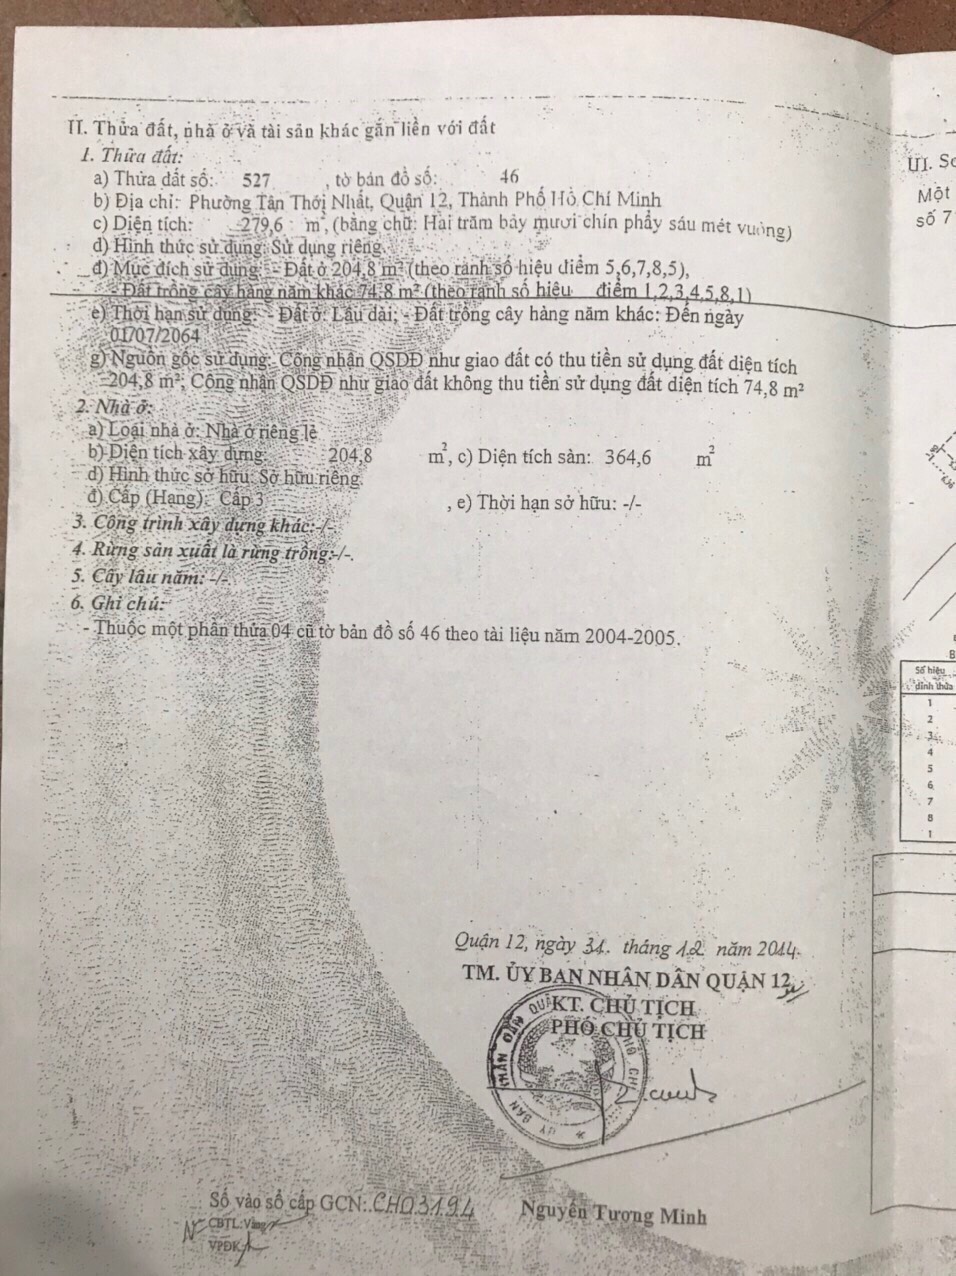 II. Thửa đất, nhà ở và tài sản khác gắn liền với đất
1. Thửa đất:
a) Thửa đất số: 527 , tờ bản đồ số: 46
b) Địa chỉ: Phường Tân Thới Nhất, Quận 12, Thành Phố Hồ Chí Minh
c) Diện tích: 279,6 m², (bằng chữ: Hai trăm bảy mươi chín phẩy sáu mét vuông)
d) Hình thức sử dụng: Sử dụng riêng.
đ) Mục đích sử dụng: - Đất ở 204,8 m² (theo ranh số hiệu điểm 5,6,7,8,5),
- Đất trồng cây hàng năm khác 74,8 m² (theo ranh số hiệu điểm 1,2,3,4,5,8,1)
e) Thời hạn sử dụng: - Đất ở: Lâu dài; - Đất trồng cây hàng năm khác: Đến ngày
01/07/2064
g) Nguồn gốc sử dụng: Công nhận QSDĐ như giao đất có thu tiền sử dụng đất diện tích
204,8 m²; Công nhận QSDĐ như giao đất không thu tiền sử dụng đất diện tích 74,8 m²
2. Nhà ở:
a) Loại nhà ở: Nhà ở riêng lẻ
b) Diện tích xây dựng: 204,8 m², c) Diện tích sàn: 364,6 m²
d) Hình thức sở hữu: Sở hữu riêng.
đ) Cấp (Hạng): Cấp 3 , e) Thời hạn sở hữu: -/-
3. Công trình xây dựng khác:-/-
4. Rừng sản xuất là rừng trồng:-/-.
5. Cây lâu năm: -/-.
6. Ghi chú:
- Thuộc một phần thửa 04 cũ tờ bản đồ số 46 theo tài liệu năm 2004-2005.
Quận 12, ngày 31. tháng 12 năm 2014.
TM. ỦY BAN NHÂN DÂN QUẬN 12
KT. CHỦ TỊCH
PHÓ CHỦ TỊCH
Nguyễn Tương Minh
Số vào sổ cấp GCN: CH03194
CBTL: Vàng
VPĐK
III. Sơ
Một
số 7
Số hiệu
đỉnh thửa
1
2
3
4
5
6
7
8
1